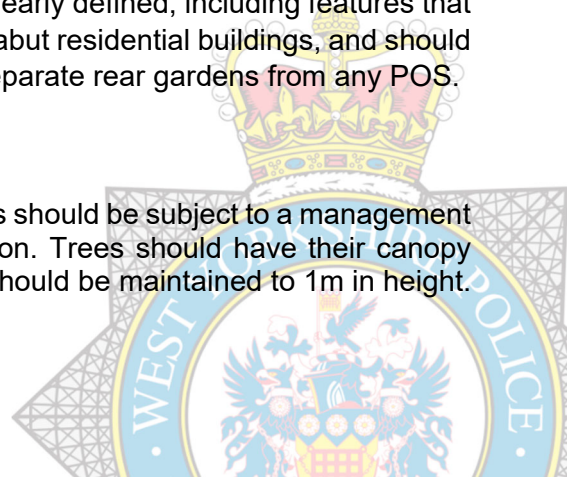 early defined, including features that
abut residential buildings, and should
eparate rear gardens from any POS.
s should be subject to a management
on. Trees should have their canopy
hould be maintained to 1m in height.
WEST YORKSHIRE POLICE